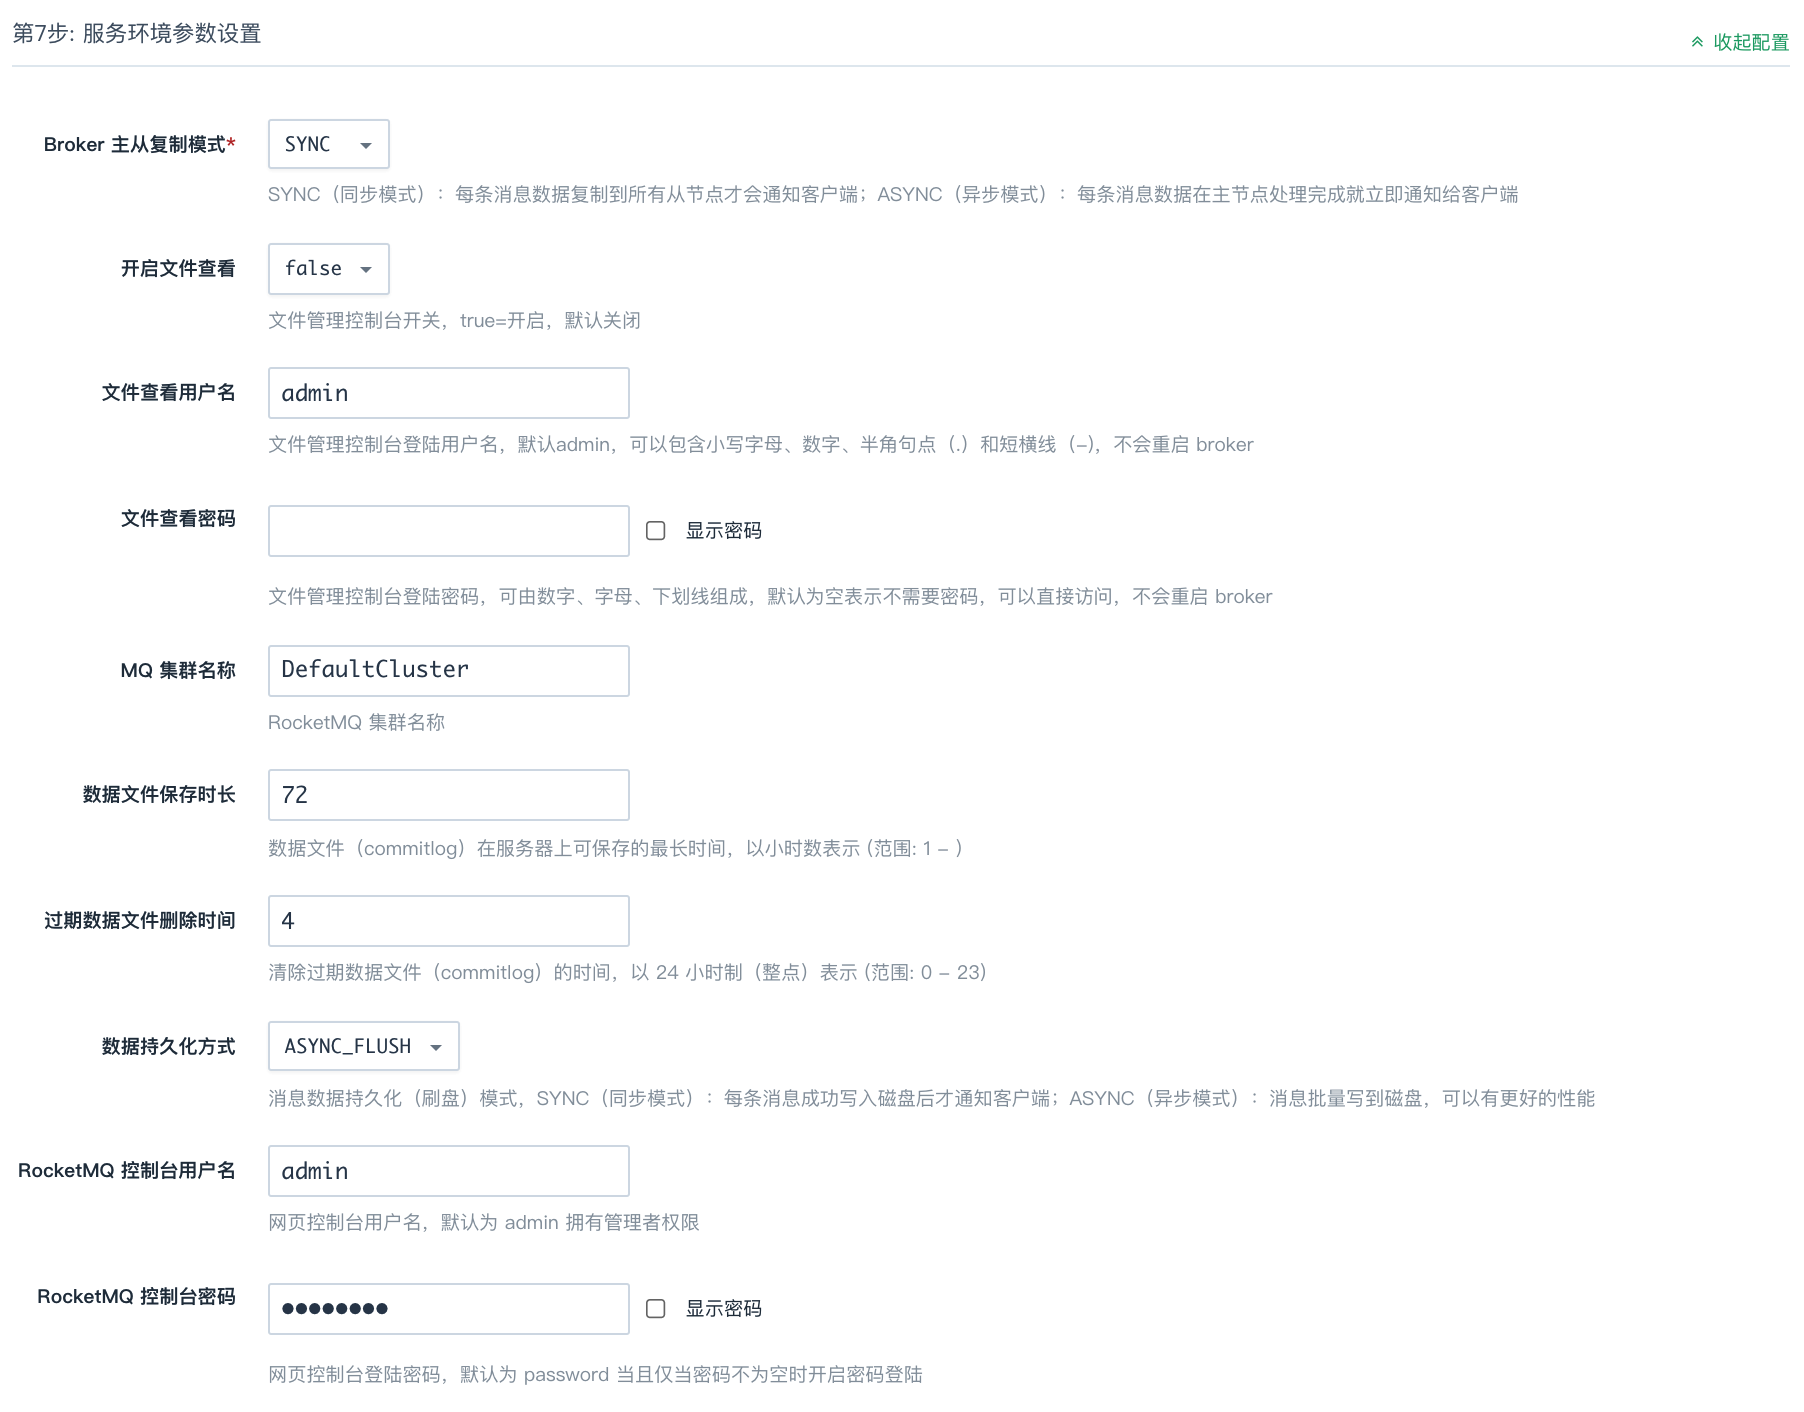 第7步: 服务环境参数设置
收起配置
Broker 主从复制模式*
SYNC
SYNC（同步模式）：每条消息数据复制到所有从节点才会通知客户端；ASYNC（异步模式）：每条消息数据在主节点处理完成就立即通知给客户端
开启文件查看
false
文件管理控制台开关，true=开启，默认关闭
文件查看用户名
admin
文件管理控制台登陆用户名，默认admin，可以包含小写字母、数字、半角句点（.）和短横线（-），不会重启 broker
文件查看密码
显示密码
文件管理控制台登陆密码，可由数字、字母、下划线组成，默认为空表示不需要密码，可以直接访问，不会重启 broker
MQ 集群名称
DefaultCluster
RocketMQ 集群名称
数据文件保存时长
72
数据文件（commitlog）在服务器上可保存的最长时间，以小时数表示 (范围: 1 - )
过期数据文件删除时间
4
清除过期数据文件（commitlog）的时间，以 24 小时制（整点）表示 (范围: 0 - 23)
数据持久化方式
ASYNC_FLUSH
消息数据持久化（刷盘）模式，SYNC（同步模式）：每条消息成功写入磁盘后才通知客户端；ASYNC（异步模式）：消息批量写到磁盘，可以有更好的性能
RocketMQ 控制台用户名
admin
网页控制台用户名，默认为 admin 拥有管理者权限
RocketMQ 控制台密码
••••••••
显示密码
网页控制台登陆密码，默认为 password 当且仅当密码不为空时开启密码登陆